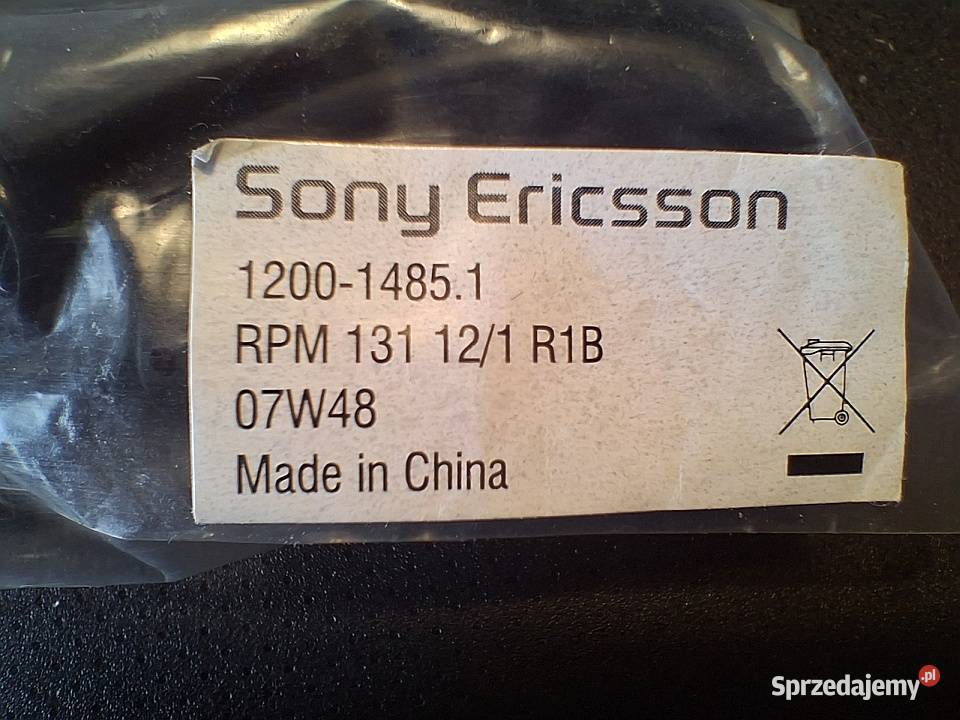 Sony Ericsson
1200-1485.1
RPM 131 12/1 R1B
07W48
Made in China
Sprzedajemy.pl